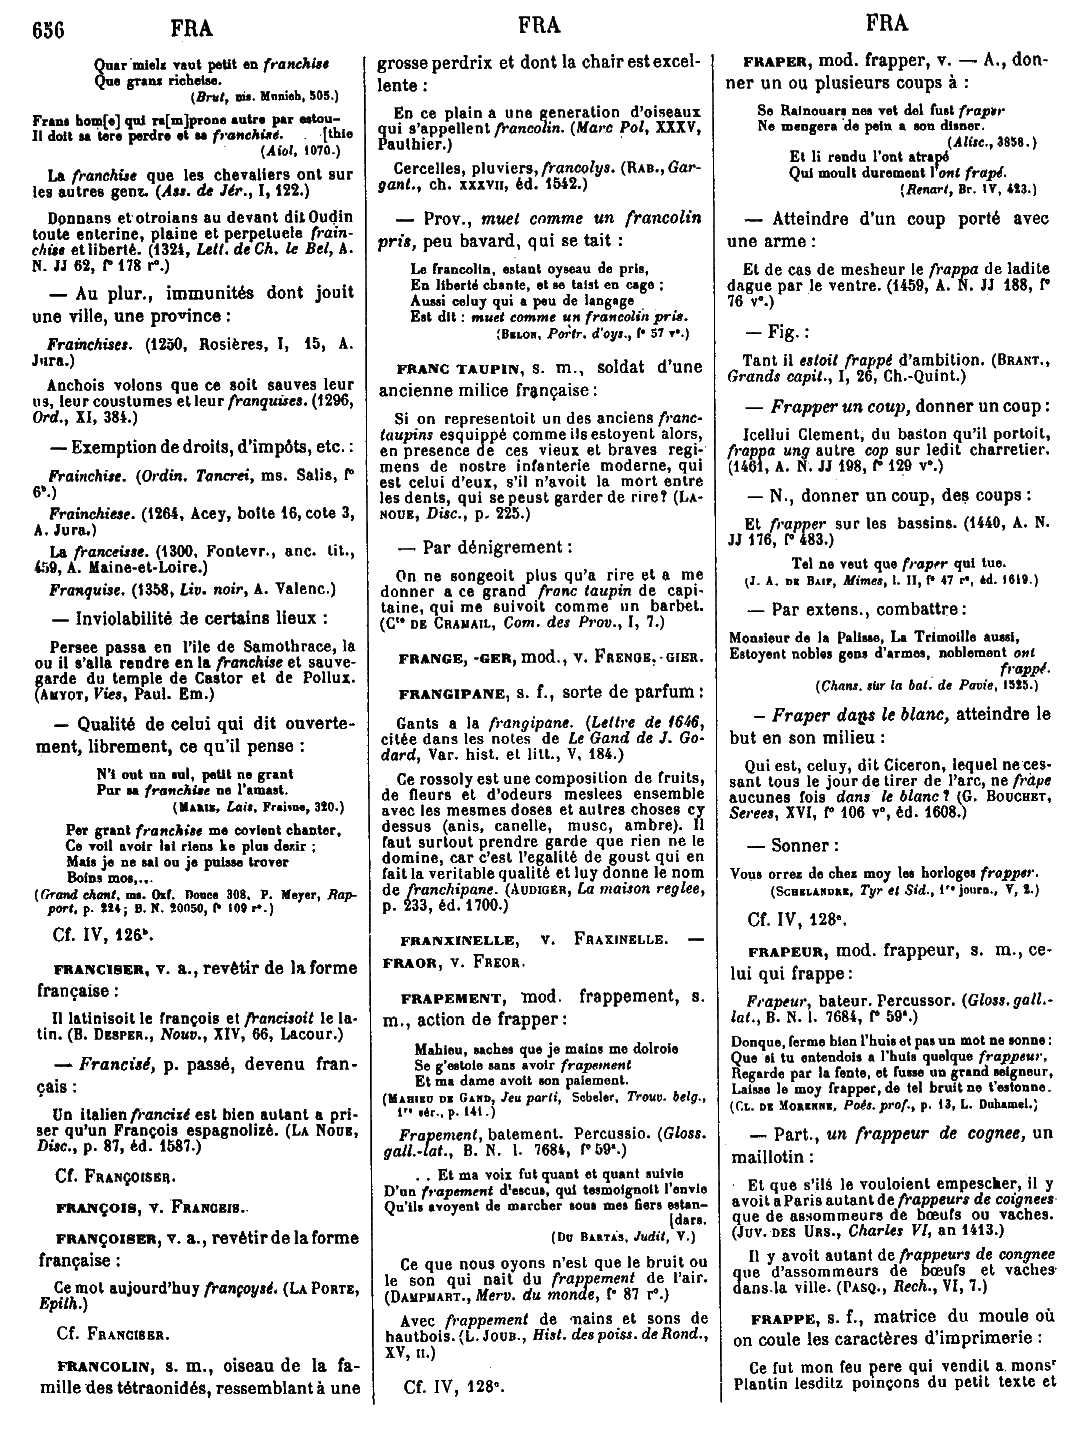 656 FRA FRA FRA
Quar miels vaut petit en franchise
Que grans richeise.
(Brut, ms. Munich, 505.)
Frans hom[e] qui ra[m]prone autre par estou-
Il doit sa tere perdre et sa franchise. [thie
(Aiol, 1070.)
La franchise que les chevaliers ont sur
les autres genz. (Ass. de Jér., I, 122.)
Donnans et otroians au devant dit Oudin
toute enterine, plaine et perpetuele frain-
chise et liberté. (1324, Lett. de Ch. le Bel, A.
N. JJ 62, f° 178 r°.)
— Au plur., immunités dont jouit
une ville, une province :
Frainchises. (1250, Rosières, I, 15, A.
Jura.)
Anchois volons que ce soit sauves leur
us, leur coustumes et leur franquises. (1296,
Ord., XI, 384.)
— Exemption de droits, d'impôts, etc. :
Frainchise. (Ordin. Tancrei, ms. Salis, f°
6ᵇ.)
Frainchiese. (1264, Acey, boîte 16, cote 3,
A. Jura.)
La franceisse. (1300, Fontevr., anc. tit.,
459, A. Maine-et-Loire.)
Franquise. (1358, Liv. noir, A. Valenc.)
— Inviolabilité de certains lieux :
Persee passa en l'ile de Samothrace, la
ou il s'alla rendre en la franchise et sauve-
garde du temple de Castor et de Pollux.
(AMYOT, Vies, Paul. Em.)
— Qualité de celui qui dit ouverte-
ment, librement, ce qu'il pense :
N'i out un sul, petit ne grant
Pur sa franchise ne l'amast.
(MARIE, Lais, Fraisne, 320.)
Per grant franchise me covient chanter,
Ce voil avoir lai riens ke plus desir ;
Mais je ne sai ou je puisse trover
Boins mos,...
(Grand chant, ms. Oxf. Douce 308, P. Meyer, Rap-
port, p. 224; B. N. 20050, f° 109 r°.)
Cf. IV, 126ᵇ.
FRANCISER, v. a., revêtir de la forme
française :
Il latinisoit le françois et francisoit le la-
tin. (B. DESPER., Nouv., XIV, 66, Lacour.)
— Francisé, p. passé, devenu fran-
çais :
Un italien francizé est bien autant a pri-
ser qu'un François espagnolizé. (LA NOUE,
Disc., p. 87, éd. 1587.)
Cf. FRANÇOISER.
FRANÇOIS, v. FRANCEIS.
FRANÇOISER, v. a., revêtir de la forme
française :
Ce mot aujourd'huy françoysé. (LA PORTE,
Epith.)
Cf. FRANCISER.
FRANCOLIN, s. m., oiseau de la fa-
mille des tétraonidés, ressemblant à une
grosse perdrix et dont la chair est excel-
lente :
En ce plain a une generation d'oiseaux
qui s'appellent francolin. (Marc Pol, XXXV,
Pauthier.)
Cercelles, pluviers, francolys. (RAB., Gar-
gant., ch. XXXVII, éd. 1542.)
— Prov., muet comme un francolin
pris, peu bavard, qui se tait :
Le francolin, estant oyseau de pris,
En liberté chante, et se taist en cage ;
Aussi celuy qui a peu de langage
Est dit : muet comme un francolin pris.
(BELON, Portr. d'oys., f° 57 v°.)
FRANC TAUPIN, s. m., soldat d'une
ancienne milice française :
Si on representoit un des anciens franc-
taupins esquippé comme ils estoyent alors,
en presence de ces vieux et braves regi-
mens de nostre infanterie moderne, qui
est celui d'eux, s'il n'avoit la mort entre
les dents, qui se peust garder de rire? (LA-
NOUE, Disc., p. 225.)
— Par dénigrement :
On ne songeoit plus qu'a rire et a me
donner a ce grand franc taupin de capi-
taine, qui me suivoit comme un barbet.
(Cᵗᵉ DE CRAMAIL, Com. des Prov., I, 7.)
FRANGE, -GER, mod., v. FRENGE, -GIER.
FRANGIPANE, s. f., sorte de parfum :
Gants a la frangipane. (Lettre de 1646,
citée dans les notes de Le Gand de J. Go-
dard, Var. hist. et litt., V, 184.)
Ce rossoly est une composition de fruits,
de fleurs et d'odeurs meslees ensemble
avec les mesmes doses et autres choses cy
dessus (anis, canelle, musc, ambre). Il
faut surtout prendre garde que rien ne le
domine, car c'est l'egalité de goust qui en
fait la veritable qualité et luy donne le nom
de franchipane. (AUDIGER, La maison reglee,
p. 233, éd. 1700.)
FRANXINELLE, v. FRAXINELLE. —
FRAOR, v. FREOR.
FRAPEMENT, mod. frappement, s.
m., action de frapper :
Mahieu, saches que je mains me dolroie
Se g'estoie sans avoir frapement
Et ma dame avoit son paiement.
(MAHIEU DE GAND, Jeu parti, Scheler, Trouv. belg.,
1ʳᵉ sér., p. 141.)
Frapement, batement. Percussio. (Gloss.
gall.-lat., B. N. l. 7684, f° 59ᵃ.)
. . Et ma voix fut quant et quant suivie
D'un frapement d'escus, qui tesmoignoit l'envie
Qu'ils avoyent de marcher sous mes fiers estan-
[dars.
(DU BARTAS, Judit, V.)
Ce que nous oyons n'est que le bruit ou
le son qui nait du frappement de l'air.
(DAMPMART., Merv. du monde, f° 87 r°.)
Avec frappement de mains et sons de
hautbois. (L. JOUB., Hist. des poiss. de Rond.,
XV, II.)
Cf. IV, 128ᶜ.
FRAPER, mod. frapper, v. — A., don-
ner un ou plusieurs coups à :
Se Rainouars nes vet del fust fraper
Ne mengera de pein a son disner.
(Alisc., 3858.)
Et li rendu l'ont atrapé
Qui moult durement l'ont frapé.
(Renart, Br. IV, 423.)
— Atteindre d'un coup porté avec
une arme :
Et de cas de mesheur le frappa de ladite
dague par le ventre. (1459, A. N. JJ 188, f°
76 v°.)
— Fig. :
Tant il estoit frappé d'ambition. (BRANT.,
Grands capit., I, 26, Ch.-Quint.)
— Frapper un coup, donner un coup :
Icellui Clement, du baston qu'il portoit,
frappa ung autre cop sur ledit charretier.
(1461, A. N. JJ 198, f° 129 v°.)
— N., donner un coup, des coups :
Et frapper sur les bassins. (1440, A. N.
JJ 176, f° 483.)
Tel ne veut que fraper qui tue.
(J. A. DE BAIF, Mimes, l. II, f° 47 r°, éd. 1619.)
— Par extens., combattre :
Monsieur de la Palisse, La Trimoille aussi,
Estoyent nobles gens d'armes, noblement ont
frappé.
(Chans. sur la bat. de Pavie, 1525.)
— Fraper dans le blanc, atteindre le
but en son milieu :
Qui est, celuy, dit Ciceron, lequel ne ces-
sant tous le jour de tirer de l'arc, ne frape
aucunes fois dans le blanc? (G. BOUCHET,
Serees, XVI, f° 106 v°, éd. 1608.)
— Sonner :
Vous orrez de chez moy les horloges frapper.
(SCHELANDRE, Tyr et Sid., 1ʳᵉ journ., V, 2.)
Cf. IV, 128ᶜ.
FRAPEUR, mod. frappeur, s. m., ce-
lui qui frappe :
Frapeur, bateur. Percussor. (Gloss. gall.-
lat., B. N. l. 7684, f° 59ᵃ.)
Donque, ferme bien l'huis et pas un mot ne sonne :
Que si tu entendois a l'huis quelque frappeur,
Regarde par la fente, et fusse un grand seigneur,
Laisse le moy frapper, de tel bruit ne t'estonne.
(CL. DE MORENNE, Poés. prof., p. 13, L. Duhamel.)
— Part., un frappeur de cognee, un
maillotin :
Et que s'ils le vouloient empescher, il y
avoit a Paris autant de frappeurs de coignees
que de assommeurs de bœufs ou vaches.
(JUV. DES URS., Charles VI, an 1413.)
Il y avoit autant de frappeurs de congnee
que d'assommeurs de bœufs et vaches
dans la ville. (PASQ., Rech., VI, 7.)
FRAPPE, s. f., matrice du moule où
on coule les caractères d'imprimerie :
Ce fut mon feu pere qui vendit a monsʳ
Plantin lesditz poinçons du petit texte et